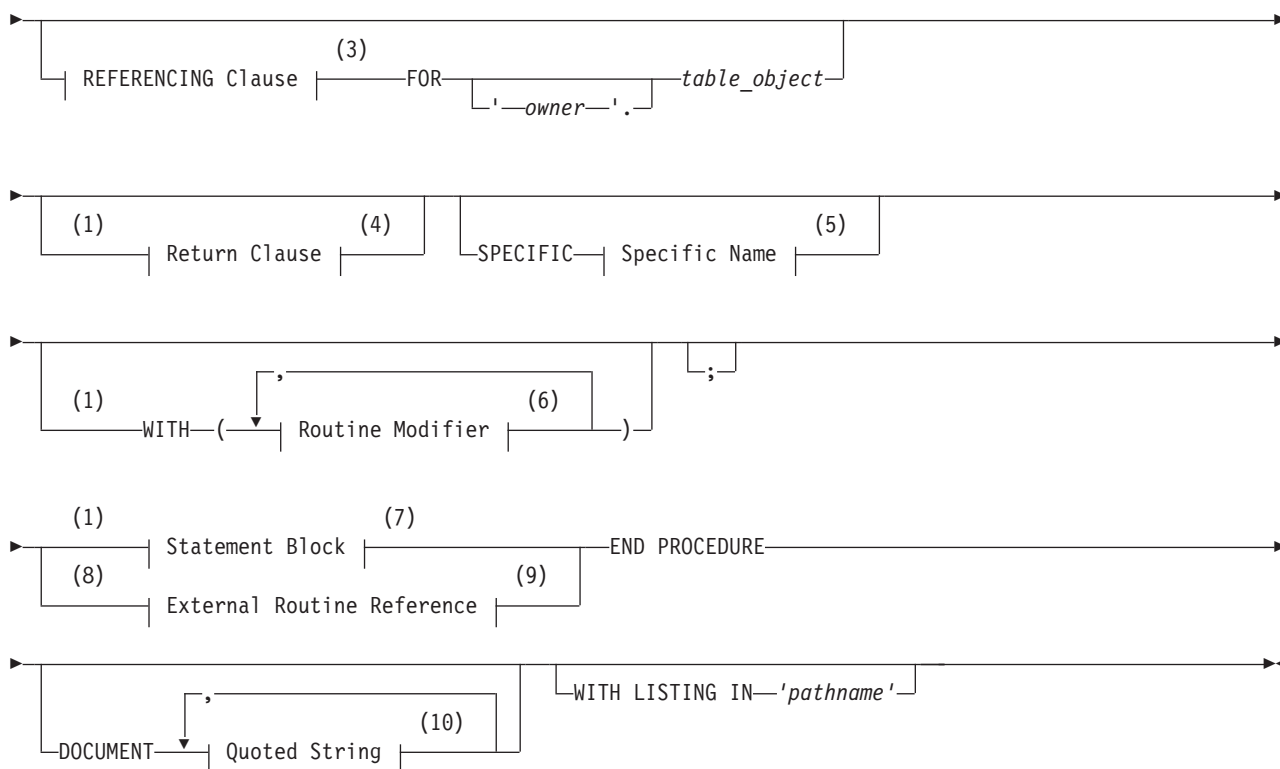 (3)
REFERENCING Clause FOR table_object
'owner'.
(1) (4) (5)
Return Clause SPECIFIC Specific Name
, ;
(1) (6)
WITH ( Routine Modifier )
(1) (7)
Statement Block END PROCEDURE
(8) (9)
External Routine Reference
, WITH LISTING IN 'pathname'
(10)
DOCUMENT Quoted String